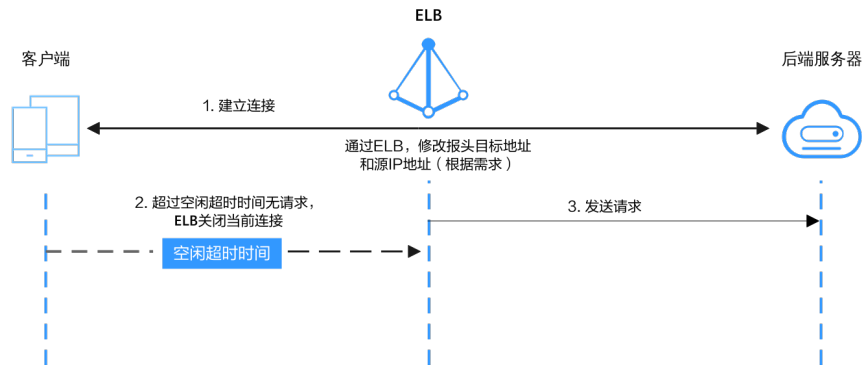 ELB
客户端
后端服务器
1. 建立连接
通过ELB，修改报头目标地址
和源IP地址（根据需求）
2. 超过空闲超时时间无请求，
ELB关闭当前连接
3. 发送请求
空闲超时时间